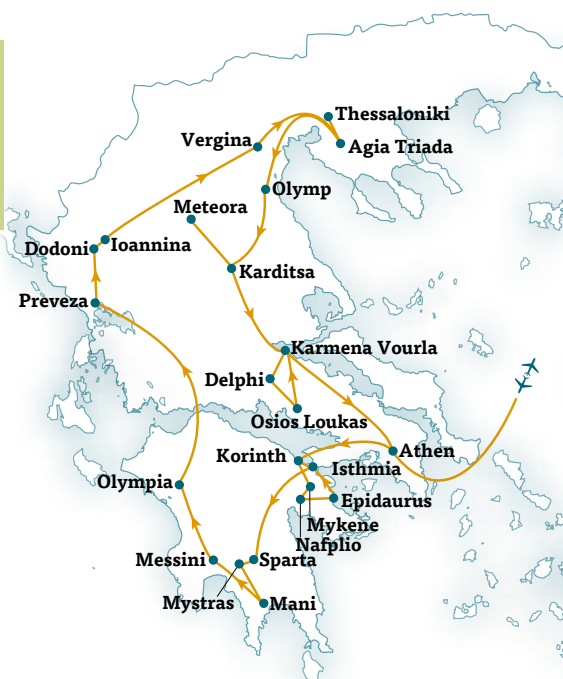 Thessaloniki
Vergina
Agia Triada
Olymp
Meteora
Ioannina
Dodoni
Karditsa
Preveza
Karmena Vourla
Delphi
Osios Loukas
Athen
Korinth
Isthmia
Olympia
Epidaurus
Mykene
Nafplio
Messini
Sparta
Mystras
Mani